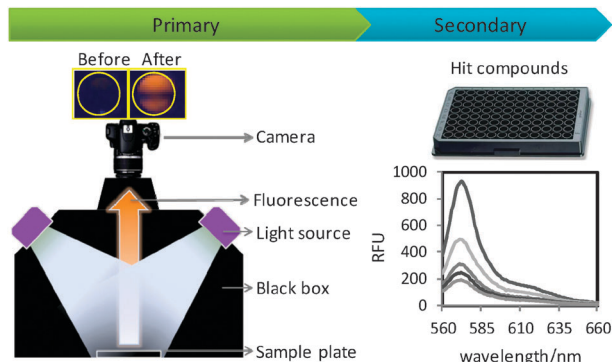 Primary
Secondary
Before After
Camera
Fluorescence
Light source
Black box
Sample plate
Hit compounds
RFU
1000
800
600
400
200
0
560 585 610 635 660
wavelength/nm